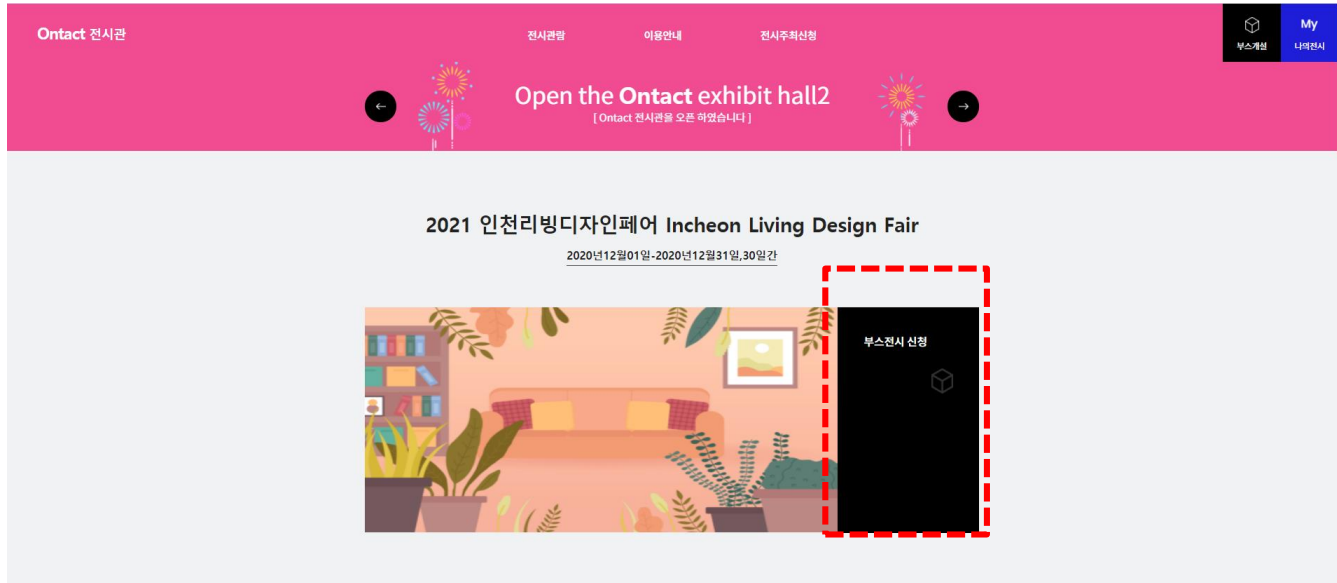 Ontact 전시관
전시관람
이용안내
전시주최신청
부스개설
My
나의전시
Open the Ontact exhibit hall2
[ Ontact 전시관을 오픈 하였습니다 ]
2021 인천리빙디자인페어 Incheon Living Design Fair
2020년12월01일-2020년12월31일,30일간
부스전시 신청